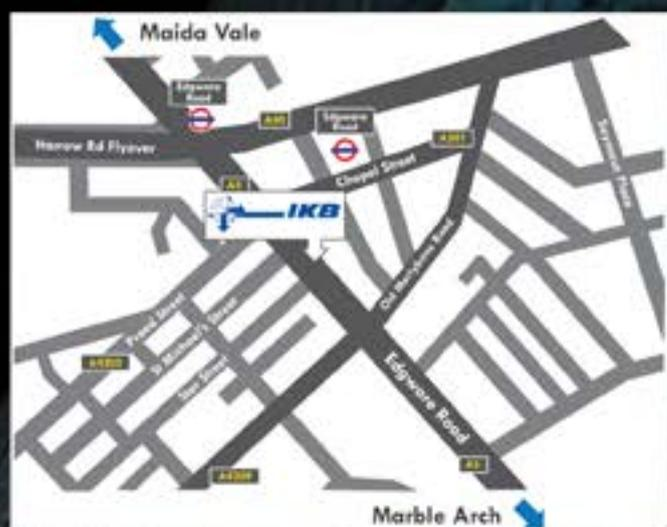 Maida Vale
Edgware
Road
Edgware
Road
A40
A501
Harrow Rd Flyover
Chapel Street
Seymour Place
A5
IKB
Old Marylebone Road
Praed Street
St Michael's Street
Star Street
Edgware Road
A5
A4209
Marble Arch